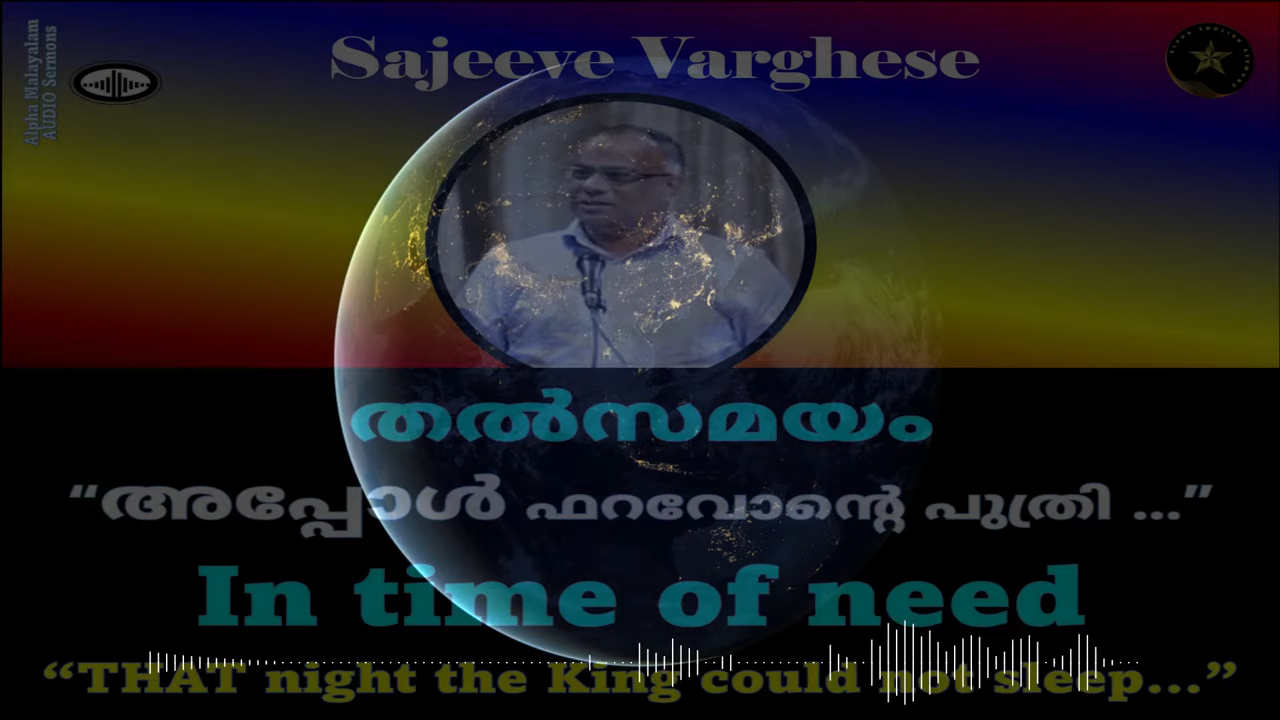 Alpha Malayalam
AUDIO Sermons
Sajeeve Varghese
തൽസമയം
“അപ്പോൾ ഫറവോന്റെ പുത്രി ...”
In time of need
“THAT night the King could not sleep...”